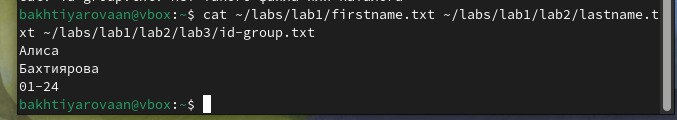 bakhtiyarovaan@vbox:~$ cat ~/labs/lab1/firstname.txt ~/labs/lab1/lab2/lastname.t
xt ~/labs/lab1/lab2/lab3/id-group.txt
Алиса
Бахтиярова
01-24
bakhtiyarovaan@vbox:~$